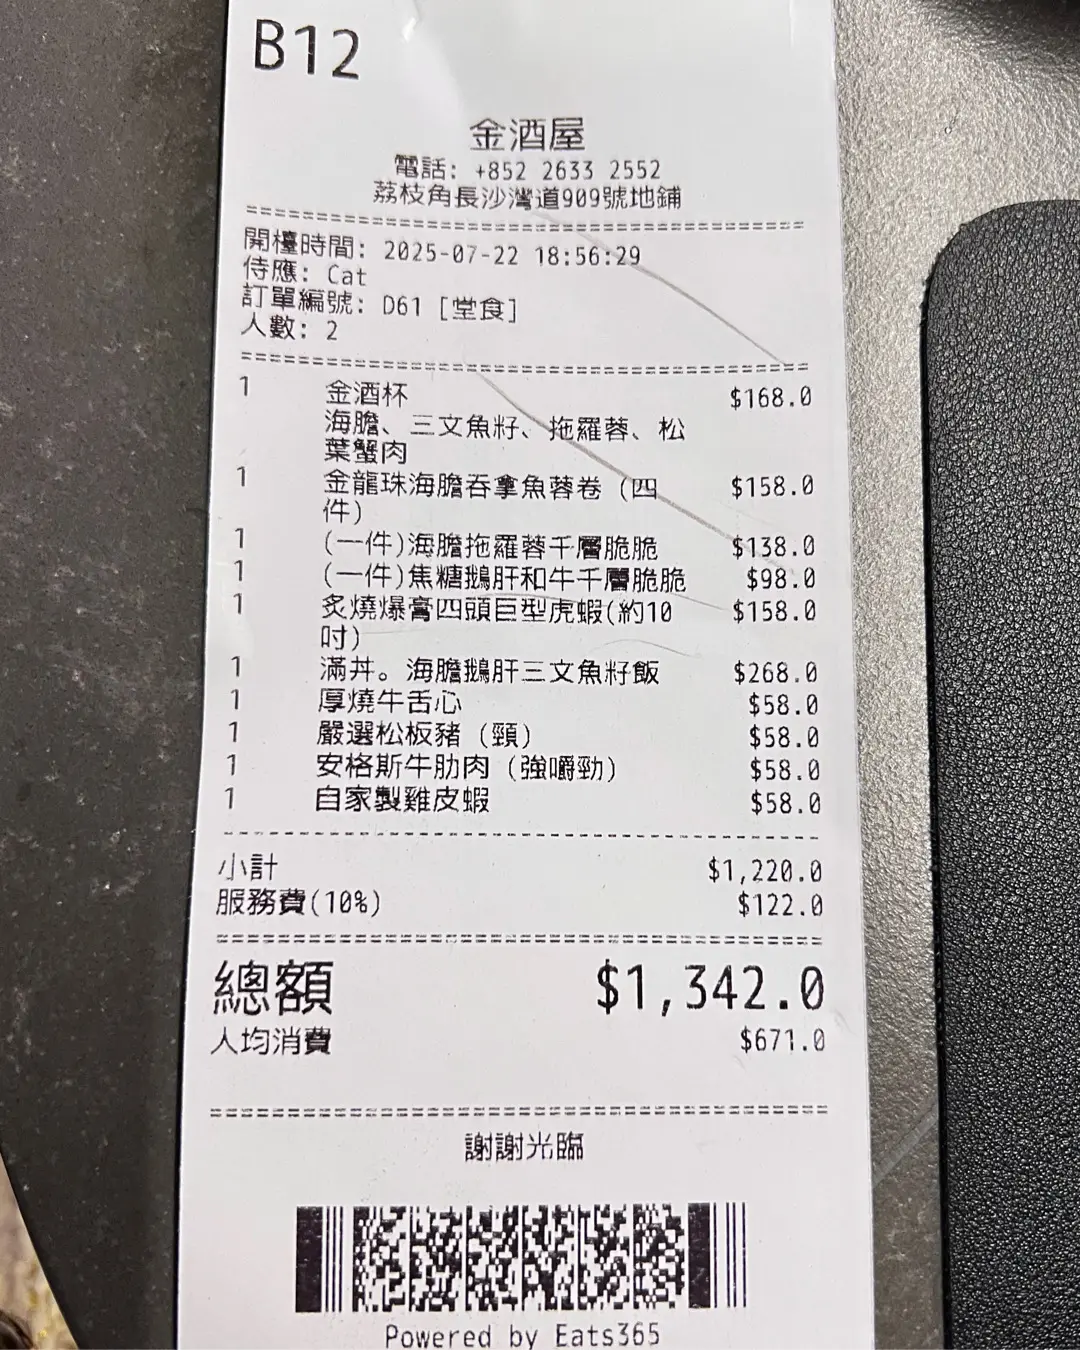 B12
金酒屋
電話: +852 2633 2552
荔枝角長沙灣道909號地鋪
開檯時間: 2025-07-22 18:56:29
侍應: Cat
訂單編號: D61 [堂食]
人數: 2
1 金酒杯 $168.0
海膽、三文魚籽、拖羅蓉、松
葉蟹肉
1 金龍珠海膽吞拿魚蓉卷 (四 $158.0
件)
1 (一件)海膽拖羅蓉千層脆脆 $138.0
1 (一件)焦糖鵝肝和牛千層脆脆 $98.0
1 炙燒爆膏四頭巨型虎蝦(約10 $158.0
吋)
1 滿丼。海膽鵝肝三文魚籽飯 $268.0
1 厚燒牛舌心 $58.0
1 嚴選松板豬 (頸) $58.0
1 安格斯牛肋肉 (強嚼勁) $58.0
1 自家製雞皮蝦 $58.0
小計 $1,220.0
服務費(10%) $122.0
總額 $1,342.0
人均消費 $671.0
謝謝光臨
Powered by Eats365